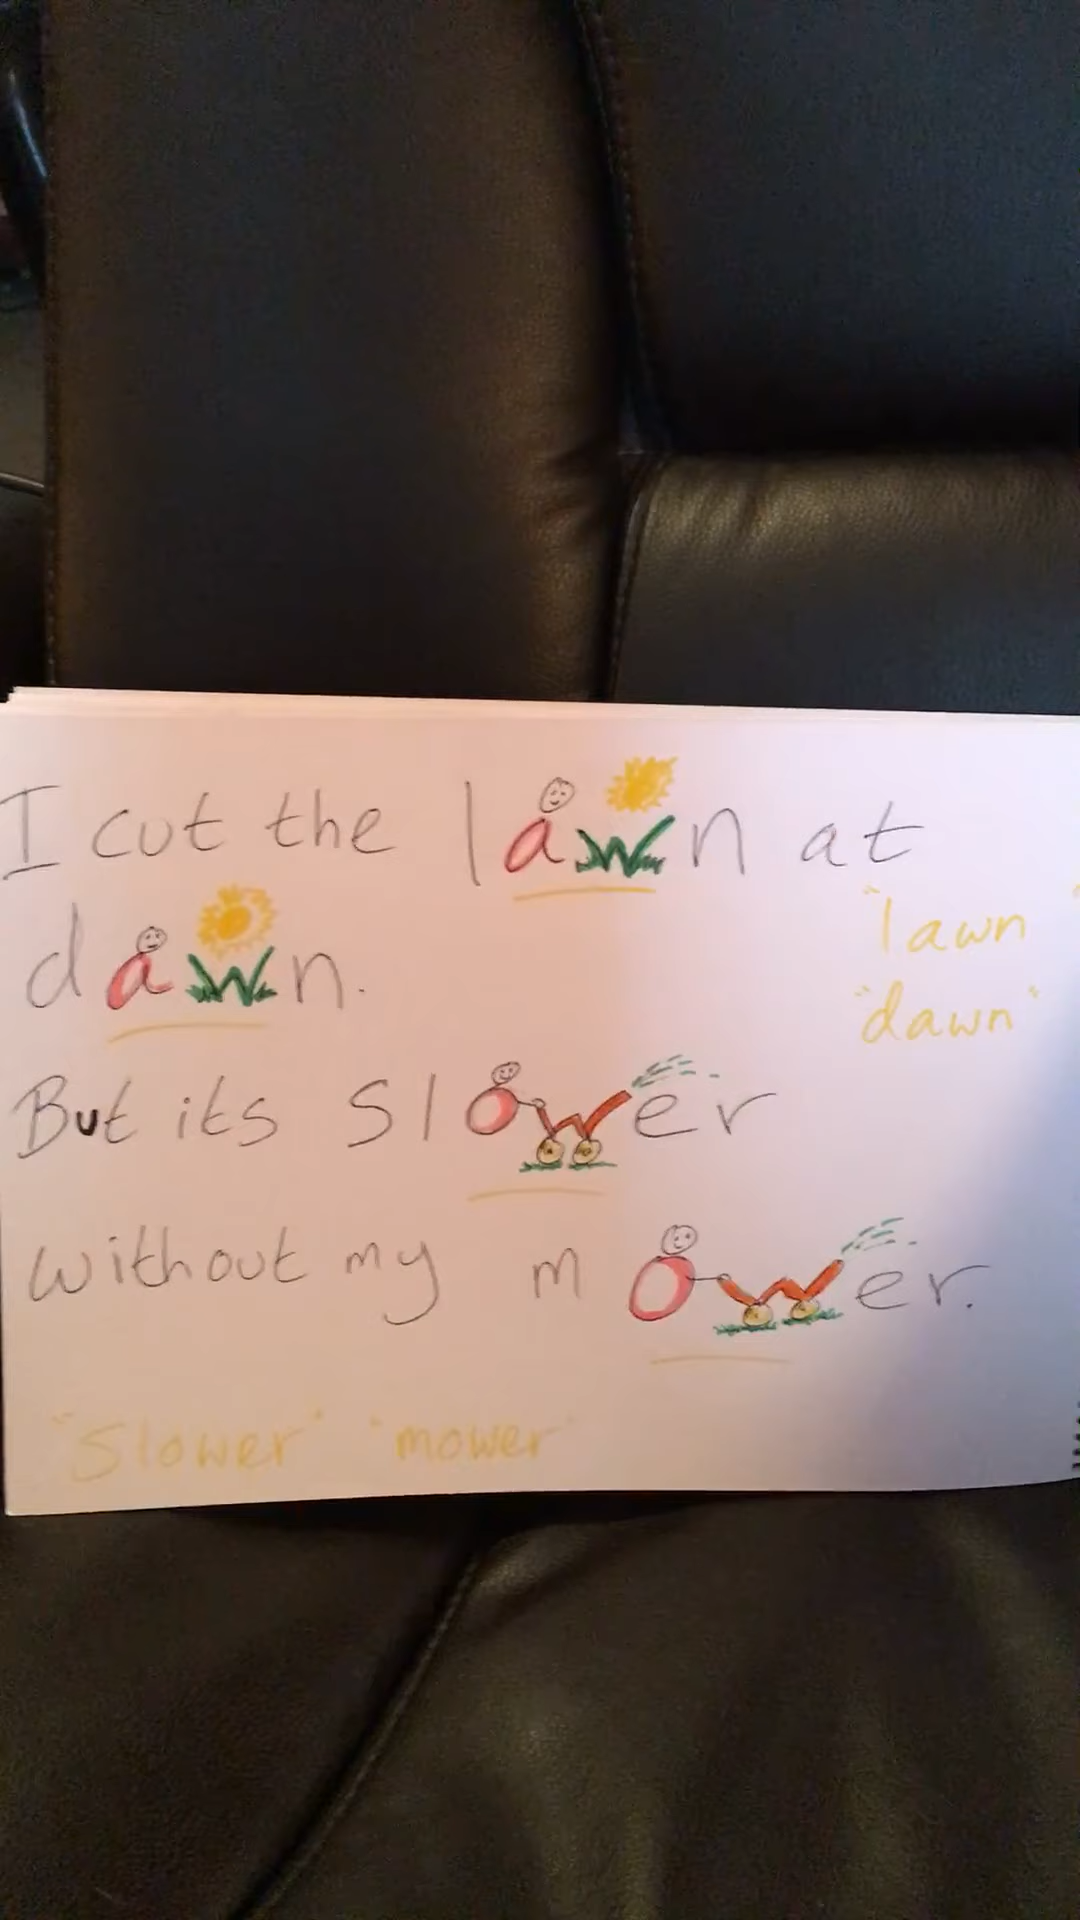 I cut the lawn at
dawn.
"lawn"
"dawn"
But its slower
without my mower.
"Slower" "mower"